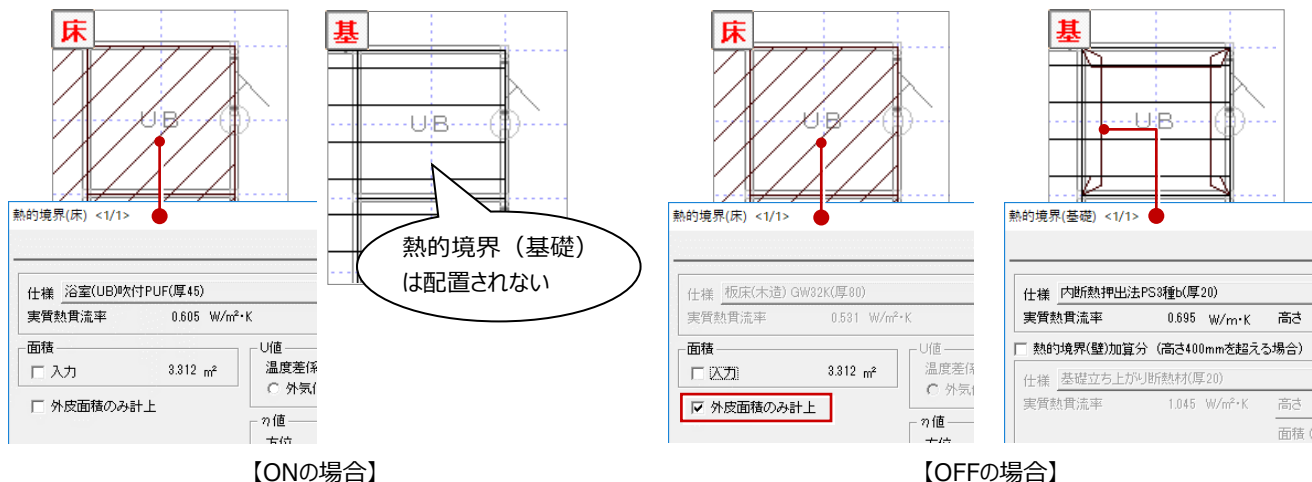 床
UB
基
UB
熱的境界（基礎）
は配置されない
熱的境界(床) <1/1>
仕様 浴室(UB)吹付PUF(厚45)
実質熱貫流率 0.605 W/m²・K
面積
入力 3.312 m²
外皮面積のみ計上
U値
温度差係
外気
η値
方位
【ONの場合】
床
UB
基
UB
熱的境界(床) <1/1>
仕様 板床(木造) GW32K(厚80)
実質熱貫流率 0.531 W/m²・K
面積
入力 3.312 m²
外皮面積のみ計上
U値
温度差係
外気
η値
方位
熱的境界(基礎) <1/1>
仕様 内断熱押出法PS3種b(厚20)
実質熱貫流率 0.695 W/m・K 高さ
熱的境界(壁)加算分 (高さ400mmを超える場合)
仕様 基礎立ち上がり断熱材(厚20)
実質熱貫流率 1.045 W/m²・K 高さ
面積
【OFFの場合】